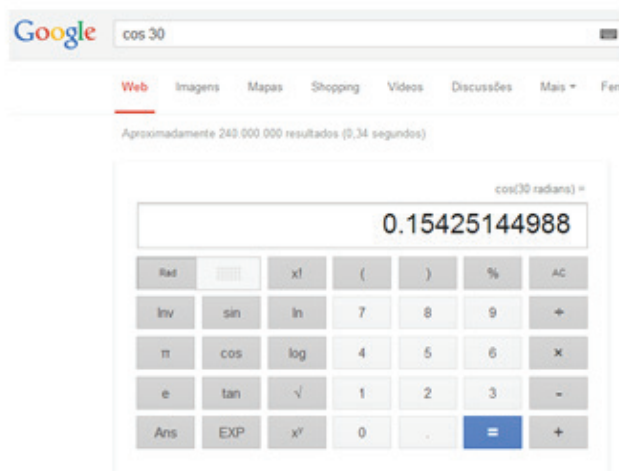 Google cos 30
Web Imagens Mapas Shopping Vídeos Discussões Mais Fer
Aproximadamente 240.000.000 resultados (0,34 segundos)
cos(30 radians) =
0.15425144988
Rad x! ( ) % AC
Inv sin ln 7 8 9 ÷
π cos log 4 5 6 ×
e tan √ 1 2 3 -
Ans EXP xʸ 0 . = +